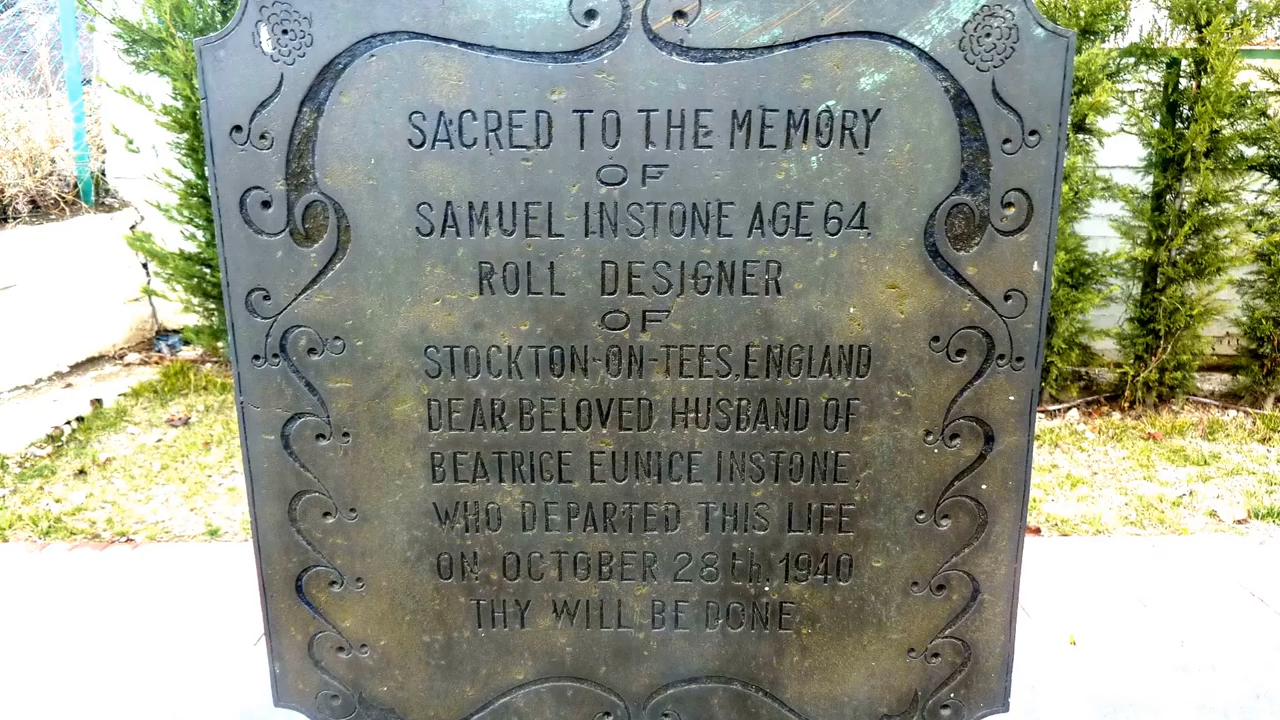 SACRED TO THE MEMORY
OF
SAMUEL INSTONE AGE 64
ROLL DESIGNER
OF
STOCKTON-ON-TEES, ENGLAND
DEAR BELOVED HUSBAND OF
BEATRICE EUNICE INSTONE,
WHO DEPARTED THIS LIFE
ON OCTOBER 28th. 1940
THY WILL BE DONE